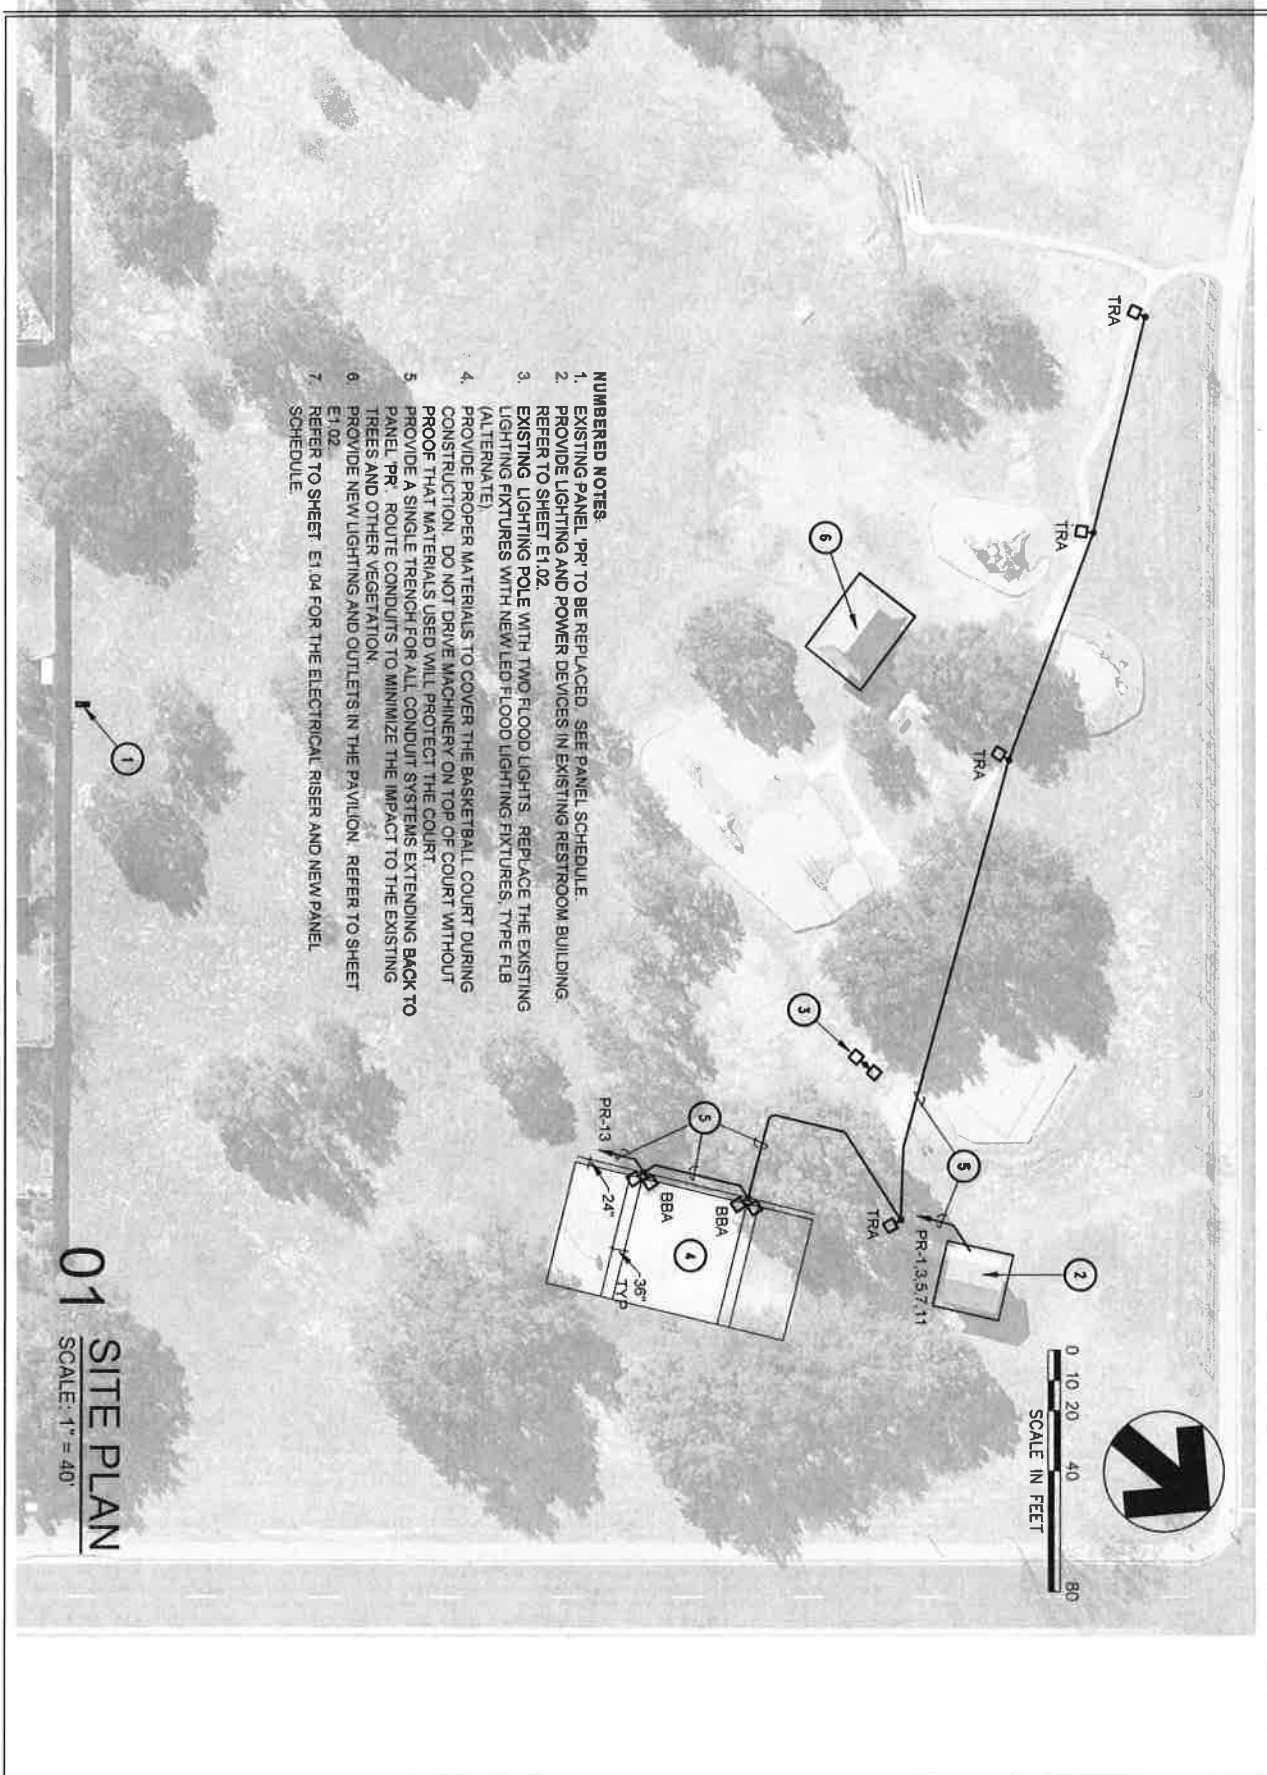 NUMBERED NOTES:
1. EXISTING PANEL 'PR' TO BE REPLACED. SEE PANEL SCHEDULE.
2. PROVIDE LIGHTING AND POWER DEVICES IN EXISTING RESTROOM BUILDING.
REFER TO SHEET E1.02.
3. EXISTING LIGHTING POLE WITH TWO FLOOD LIGHTS. REPLACE THE EXISTING
LIGHTING FIXTURES WITH NEW LED FLOOD LIGHTING FIXTURES, TYPE FLB
(ALTERNATE)
4. PROVIDE PROPER MATERIALS TO COVER THE BASKETBALL COURT DURING
CONSTRUCTION. DO NOT DRIVE MACHINERY ON TOP OF COURT WITHOUT
PROOF THAT MATERIALS USED WILL PROTECT THE COURT.
5 PROVIDE A SINGLE TRENCH FOR ALL CONDUIT SYSTEMS EXTENDING BACK TO
PANEL 'PR'. ROUTE CONDUITS TO MINIMIZE THE IMPACT TO THE EXISTING
TREES AND OTHER VEGETATION.
6 PROVIDE NEW LIGHTING AND OUTLETS IN THE PAVILION. REFER TO SHEET
E1.02.
7. REFER TO SHEET E1.04 FOR THE ELECTRICAL RISER AND NEW PANEL
SCHEDULE.
TRA
TRA
TRA
TRA
6
3
5
5
2
4
1
PR-13
PR-1,3,5,7,11
BBA
BBA
24"
36"
TYP
0 10 20 40 80
SCALE IN FEET
01 SITE PLAN
SCALE: 1" = 40'